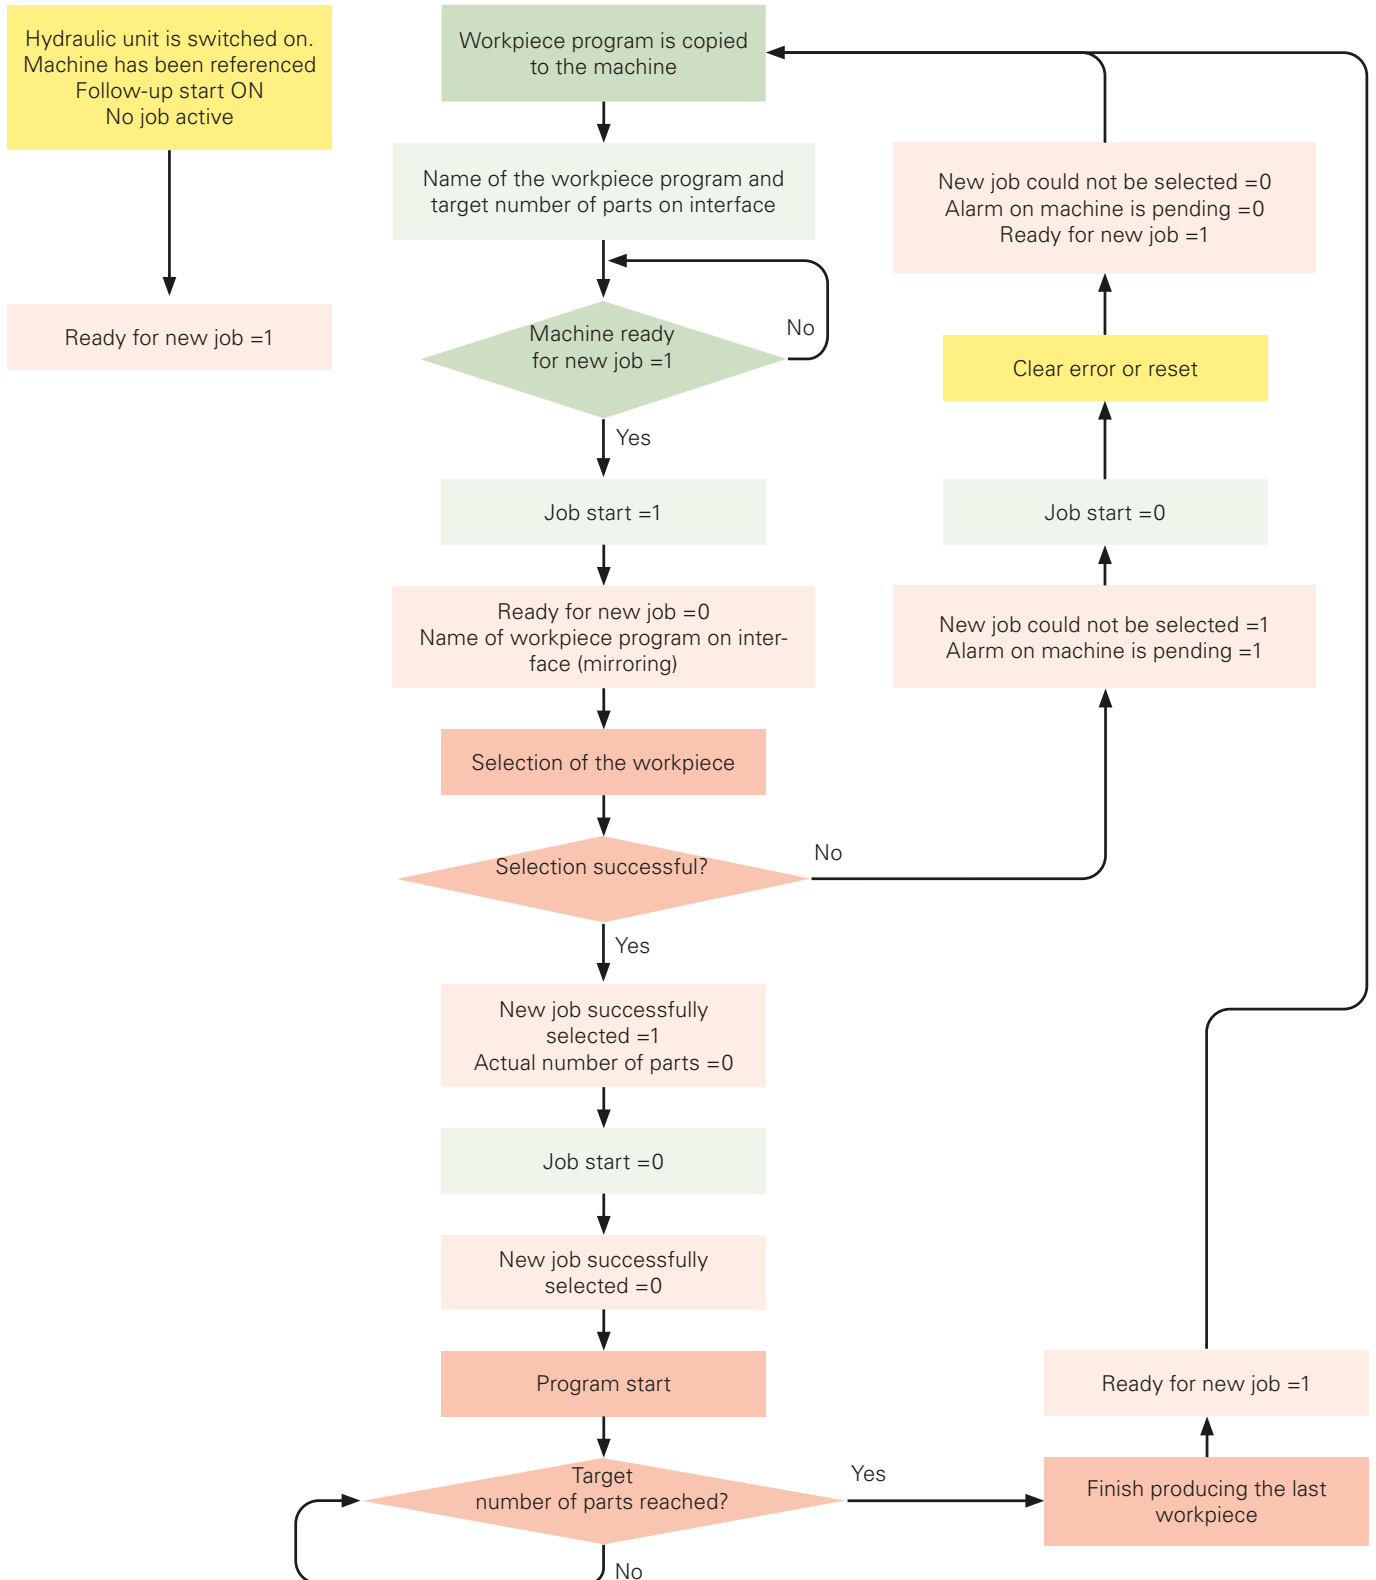 Hydraulic unit is switched on.
Machine has been referenced
Follow-up start ON
No job active
Ready for new job =1
Workpiece program is copied
to the machine
Name of the workpiece program and
target number of parts on interface
Machine ready
for new job =1
No
Yes
Job start =1
Ready for new job =0
Name of workpiece program on inter-
face (mirroring)
Selection of the workpiece
Selection successful?
No
Yes
New job successfully
selected =1
Actual number of parts =0
Job start =0
New job successfully
selected =0
Program start
Target
number of parts reached?
Yes
No
New job could not be selected =0
Alarm on machine is pending =0
Ready for new job =1
Clear error or reset
Job start =0
New job could not be selected =1
Alarm on machine is pending =1
Ready for new job =1
Finish producing the last
workpiece